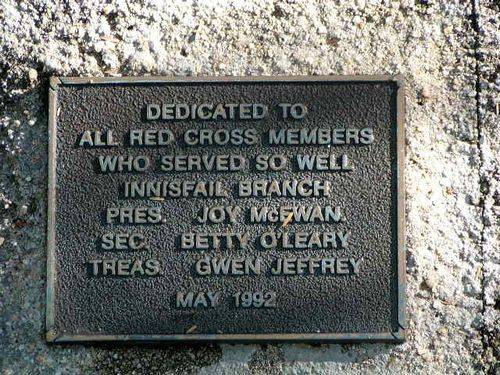 DEDICATED TO
ALL RED CROSS MEMBERS
WHO SERVED SO WELL
INNISFAIL BRANCH
PRES. JOY McEWAN.
SEC. BETTY O'LEARY
TREAS. GWEN JEFFREY
MAY 1992